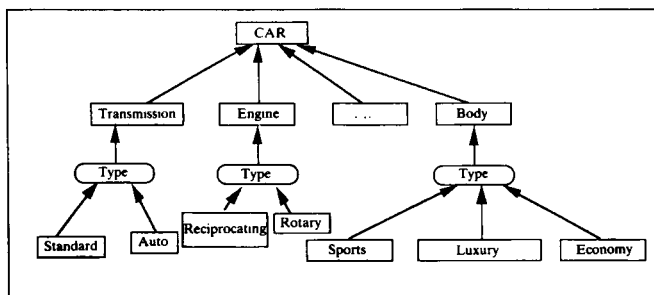 CAR
Transmission
Engine
. . .
Body
Type
Type
Type
Standard
Auto
Reciprocating
Rotary
Sports
Luxury
Economy